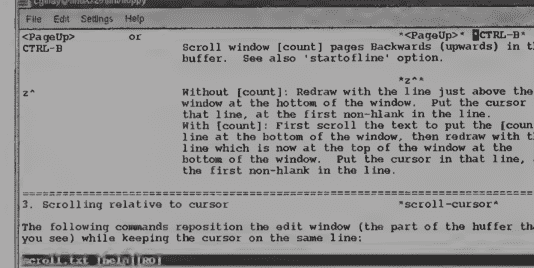 File Edit Settings Help
<PageUp> or *<PageUp>* *CTRL-B*
CTRL-B Scroll window [count] pages Backwards (upwards) in th
buffer. See also 'startofline' option.
*z^*
z^ Without [count]: Redraw with the line just above the
window at the bottom of the window. Put the cursor
that line, at the first non-blank in the line.
With [count]: First scroll the text to put the [coun
line at the bottom of the window, then redraw with t
line which is now at the top of the window at the
bottom of the window. Put the cursor in that line,
the first non-blank in the line.
3. Scrolling relative to cursor *scroll-cursor*
The following commands reposition the edit window (the part of the buffer th
you see) while keeping the cursor on the same line:
scroll.txt [help][RO]